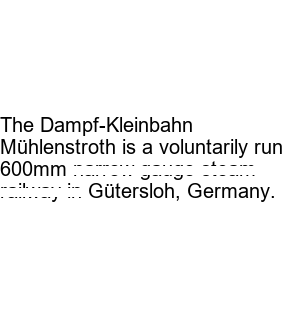 The Dampf-Kleinbahn
Mühlenstroth is a voluntarily run
600mm narrow gauge steam
railway in Gütersloh, Germany.